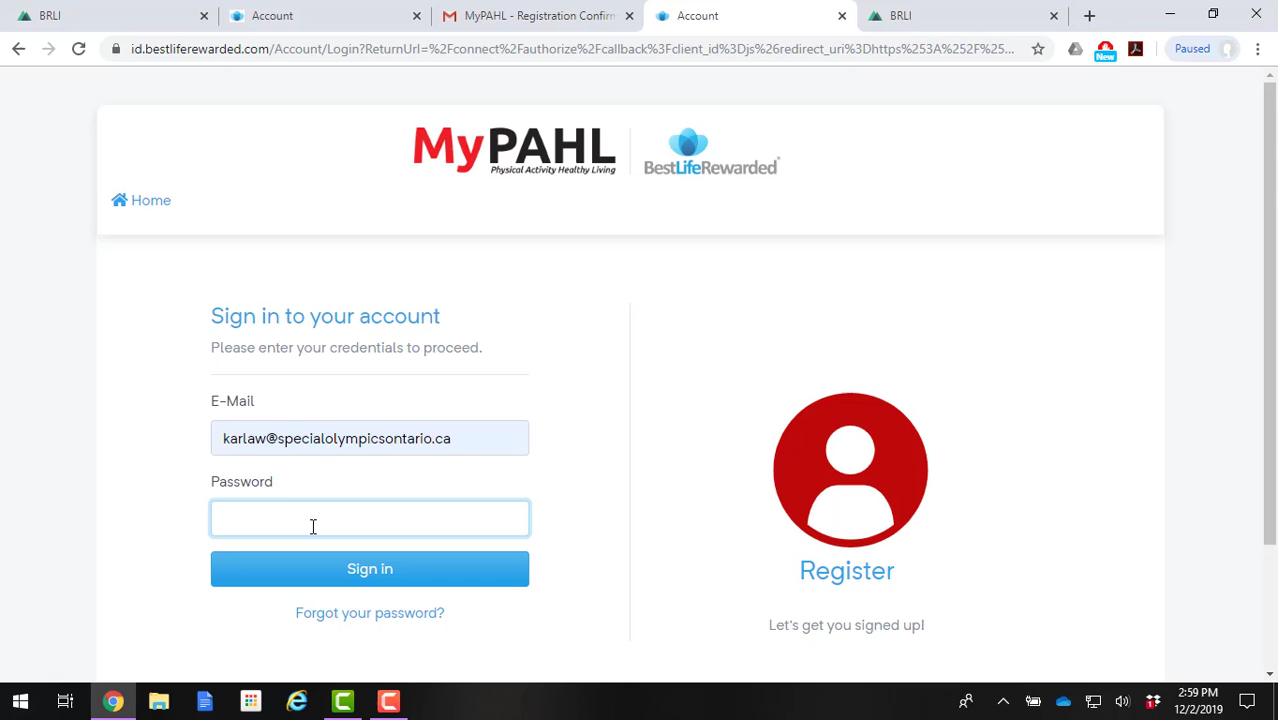 BRLI
Account
MyPAHL - Registration Confirm
Account
BRLI
id.bestliferewarded.com/Account/Login?ReturnUrl=%2Fconnect%2Fauthorize%2Fcallback%3Fclient_id%3Djs%26redirect_uri%3Dhttps%253A%252F%25...
New
Paused
MyPAHL
Physical Activity Healthy Living
BestLifeRewarded
Home
Sign in to your account
Please enter your credentials to proceed.
E-Mail
karlaw@specialolympicsontario.ca
Password
Sign in
Forgot your password?
Register
Let's get you signed up!
2:59 PM
12/2/2019